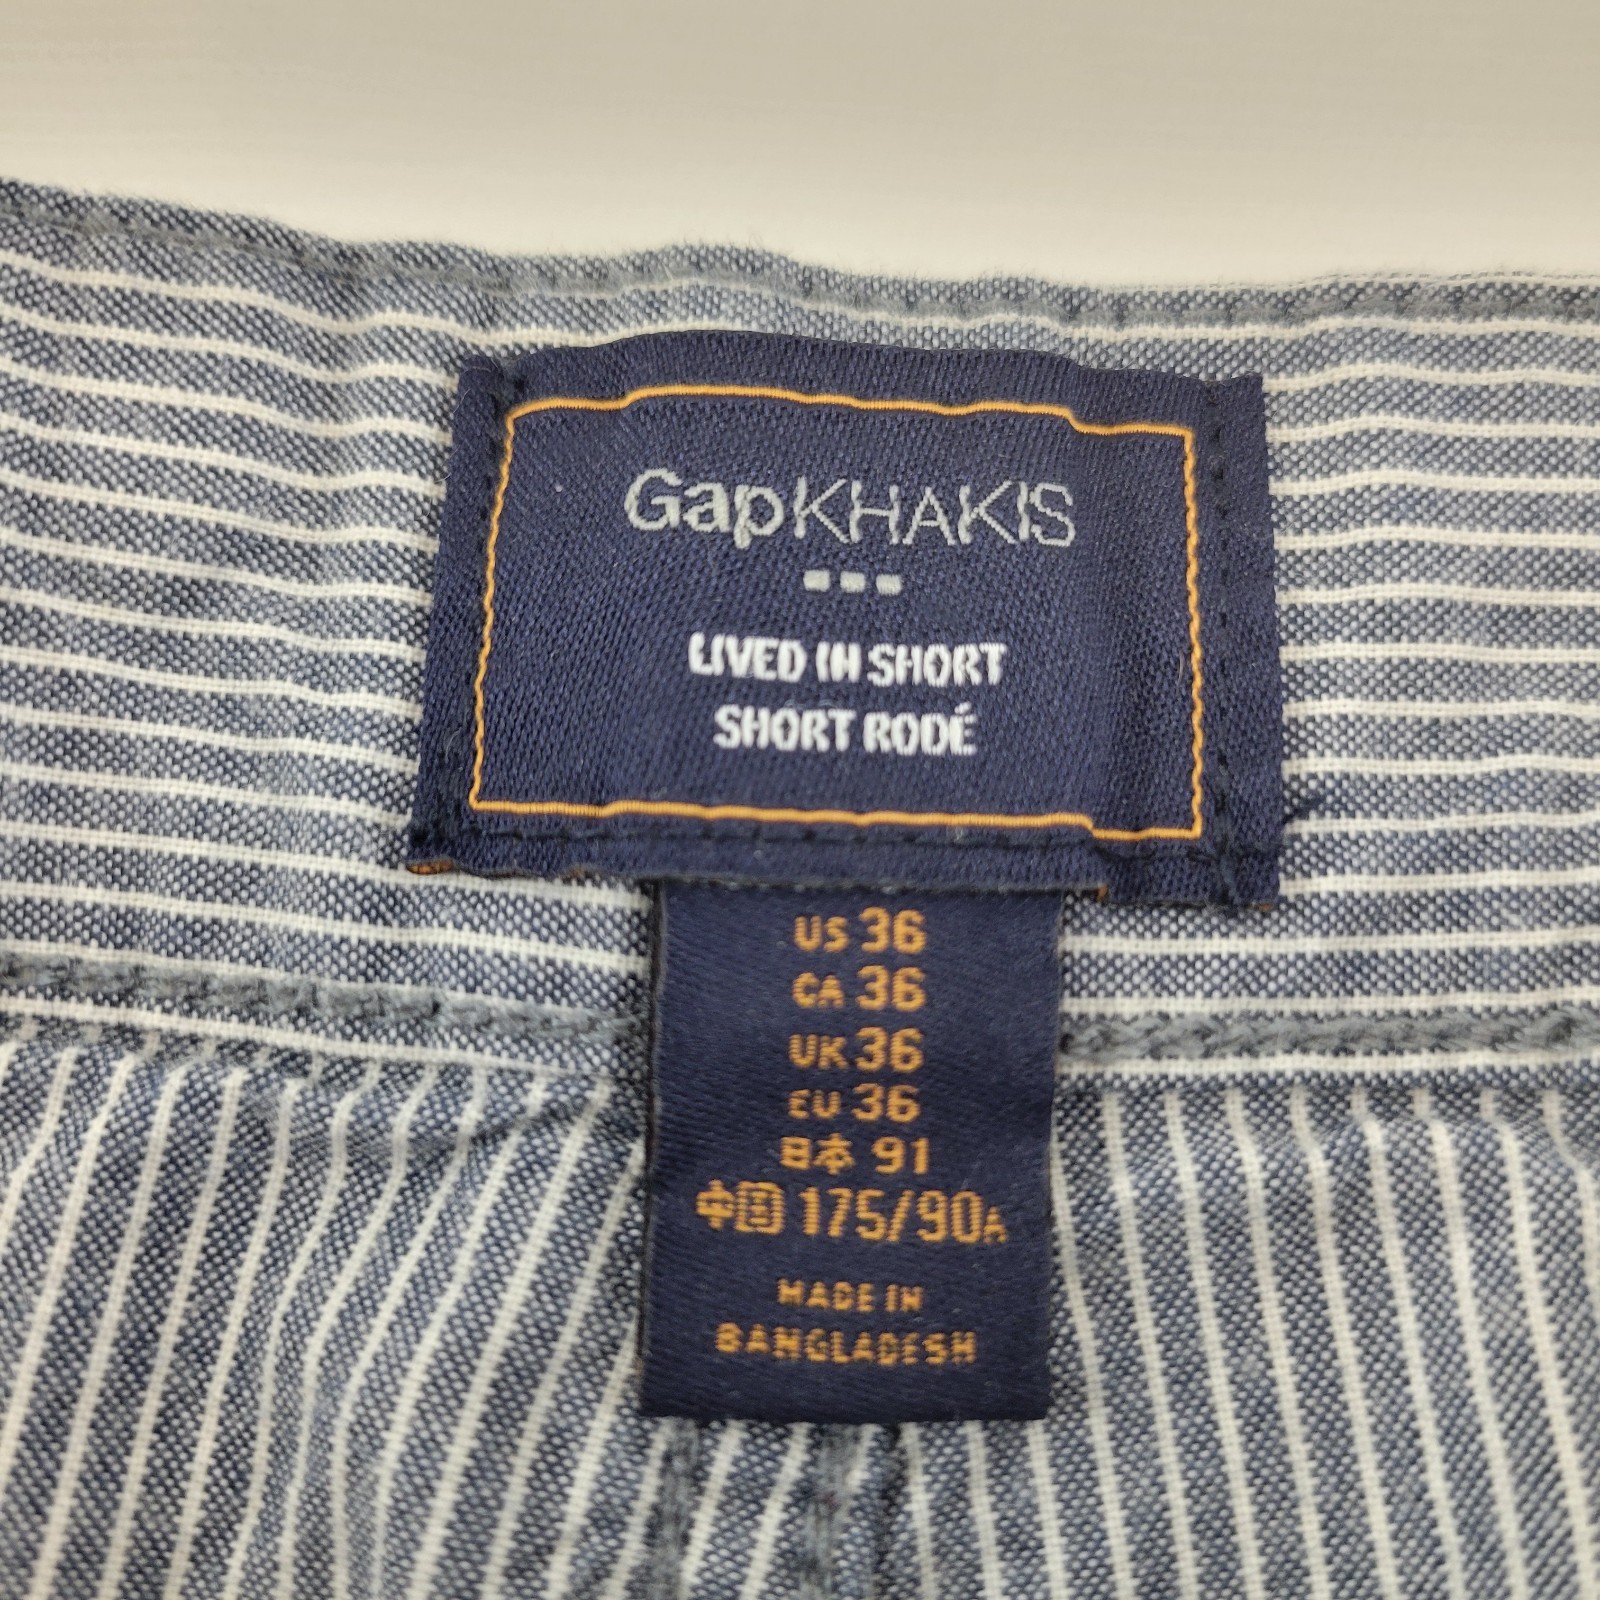 GapKHAKIS
LIVED IN SHORT
SHORT RODÉ
US 36
CA 36
UK 36
EU 36
日本 91
中国 175/90A
MADE IN
BANGLADESH